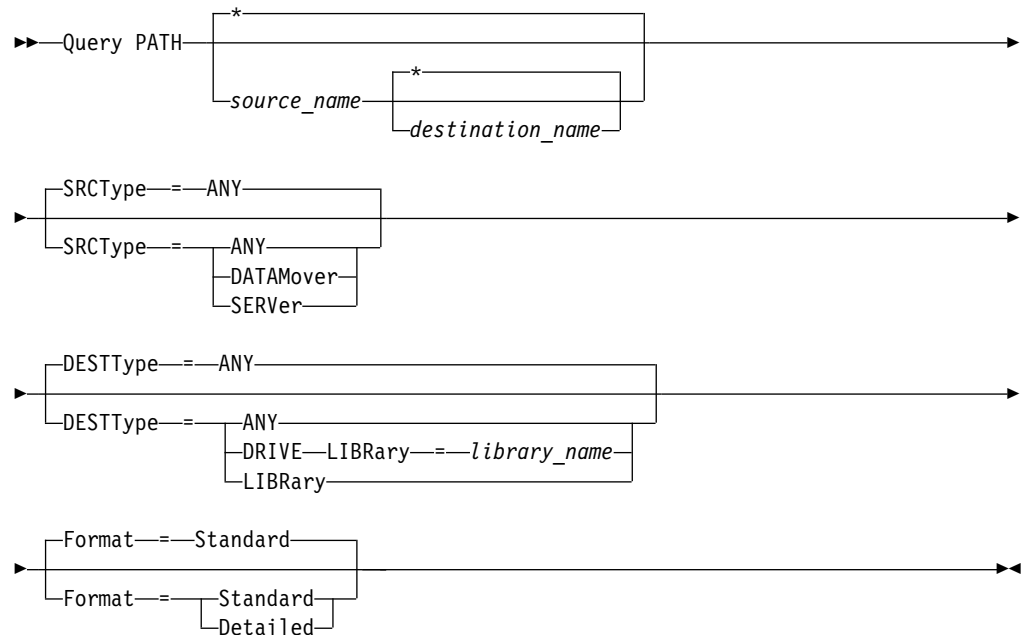 *
Query PATH
*
source_name
destination_name
SRCType = ANY
SRCType = ANY
DATAMover
SERVer
DESTType = ANY
DESTType = ANY
DRIVE LIBRary = library_name
LIBRary
Format = Standard
Format = Standard
Detailed